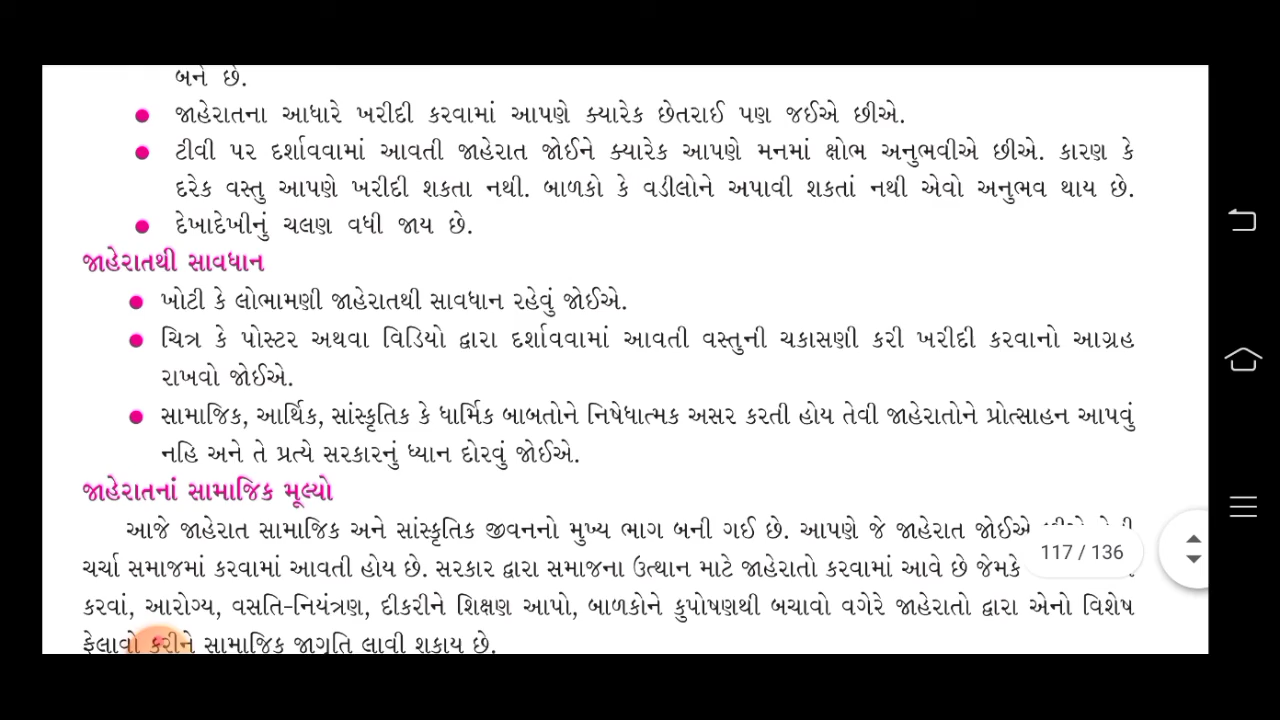 બને છે.
જાહેરાતના આધારે ખરીદી કરવામાં આપણે ક્યારેક છેતરાઈ પણ જઈએ છીએ.
ટીવી પર દર્શાવવામાં આવતી જાહેરાત જોઈને ક્યારેક આપણે મનમાં ક્ષોભ અનુભવીએ છીએ. કારણ કે
દરેક વસ્તુ આપણે ખરીદી શકતા નથી. બાળકો કે વડીલોને અપાવી શકતાં નથી એવો અનુભવ થાય છે.
દેખાદેખીનું ચલણ વધી જાય છે.
જાહેરાતથી સાવધાન
ખોટી કે લોભામણી જાહેરાતથી સાવધાન રહેવું જોઈએ.
ચિત્ર કે પોસ્ટર અથવા વિડિયો દ્વારા દર્શાવવામાં આવતી વસ્તુની ચકાસણી કરી ખરીદી કરવાનો આગ્રહ
રાખવો જોઈએ.
સામાજિક, આર્થિક, સાંસ્કૃતિક કે ધાર્મિક બાબતોને નિષેધાત્મક અસર કરતી હોય તેવી જાહેરાતોને પ્રોત્સાહન આપવું
નહિ અને તે પ્રત્યે સરકારનું ધ્યાન દોરવું જોઈએ.
જાહેરાતનાં સામાજિક મૂલ્યો
આજે જાહેરાત સામાજિક અને સાંસ્કૃતિક જીવનનો મુખ્ય ભાગ બની ગઈ છે. આપણે જે જાહેરાત જોઈએ
117 / 136
ચર્ચા સમાજમાં કરવામાં આવતી હોય છે. સરકાર દ્વારા સમાજના ઉત્થાન માટે જાહેરાતો કરવામાં આવે છે જેમકે
કરવાં, આરોગ્ય, વસતિ-નિયંત્રણ, દીકરીને શિક્ષણ આપો, બાળકોને કુપોષણથી બચાવો વગેરે જાહેરાતો દ્વારા એનો વિશેષ
ફેલાવો કરીને સામાજિક જાગૃતિ લાવી શકાય છે.